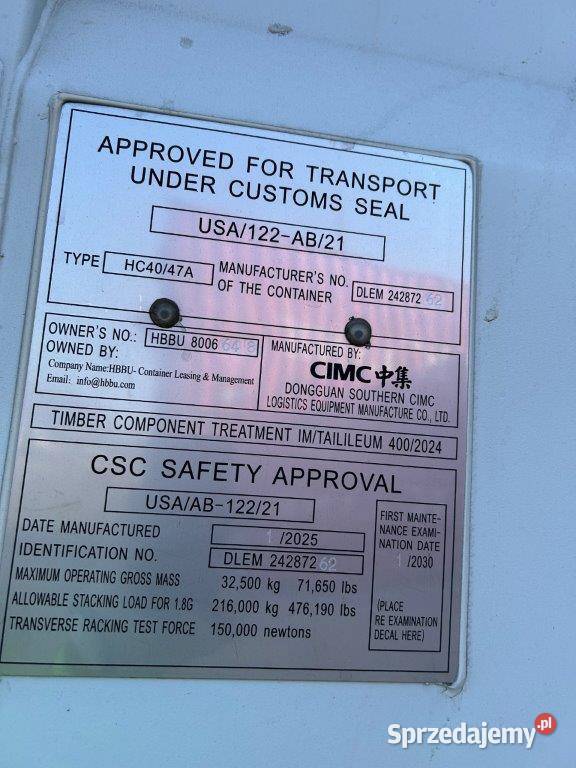 APPROVED FOR TRANSPORT
UNDER CUSTOMS SEAL
USA/122-AB/21
TYPE HC40/47A
MANUFACTURER'S NO.
OF THE CONTAINER DLEM 24287262
OWNER'S NO.: HBBU 8006648
OWNED BY:
Company Name:HBBU- Container Leasing & Management
Email: info@hbbu.com
MANUFACTURED BY:
CIMC中集
DONGGUAN SOUTHERN CIMC
LOGISTICS EQUIPMENT MANUFACTURE CO., LTD.
TIMBER COMPONENT TREATMENT IM/TAILILEUM 400/2024
CSC SAFETY APPROVAL
USA/AB-122/21
DATE MANUFACTURED 1/2025
IDENTIFICATION NO. DLEM 24287262
MAXIMUM OPERATING GROSS MASS 32,500 kg 71,650 lbs
ALLOWABLE STACKING LOAD FOR 1.8G 216,000 kg 476,190 lbs
TRANSVERSE RACKING TEST FORCE 150,000 newtons
FIRST MAINTE-
NANCE EXAMI-
NATION DATE
1/2030
(PLACE
RE EXAMINATION
DECAL HERE)
Sprzedajemy.pl